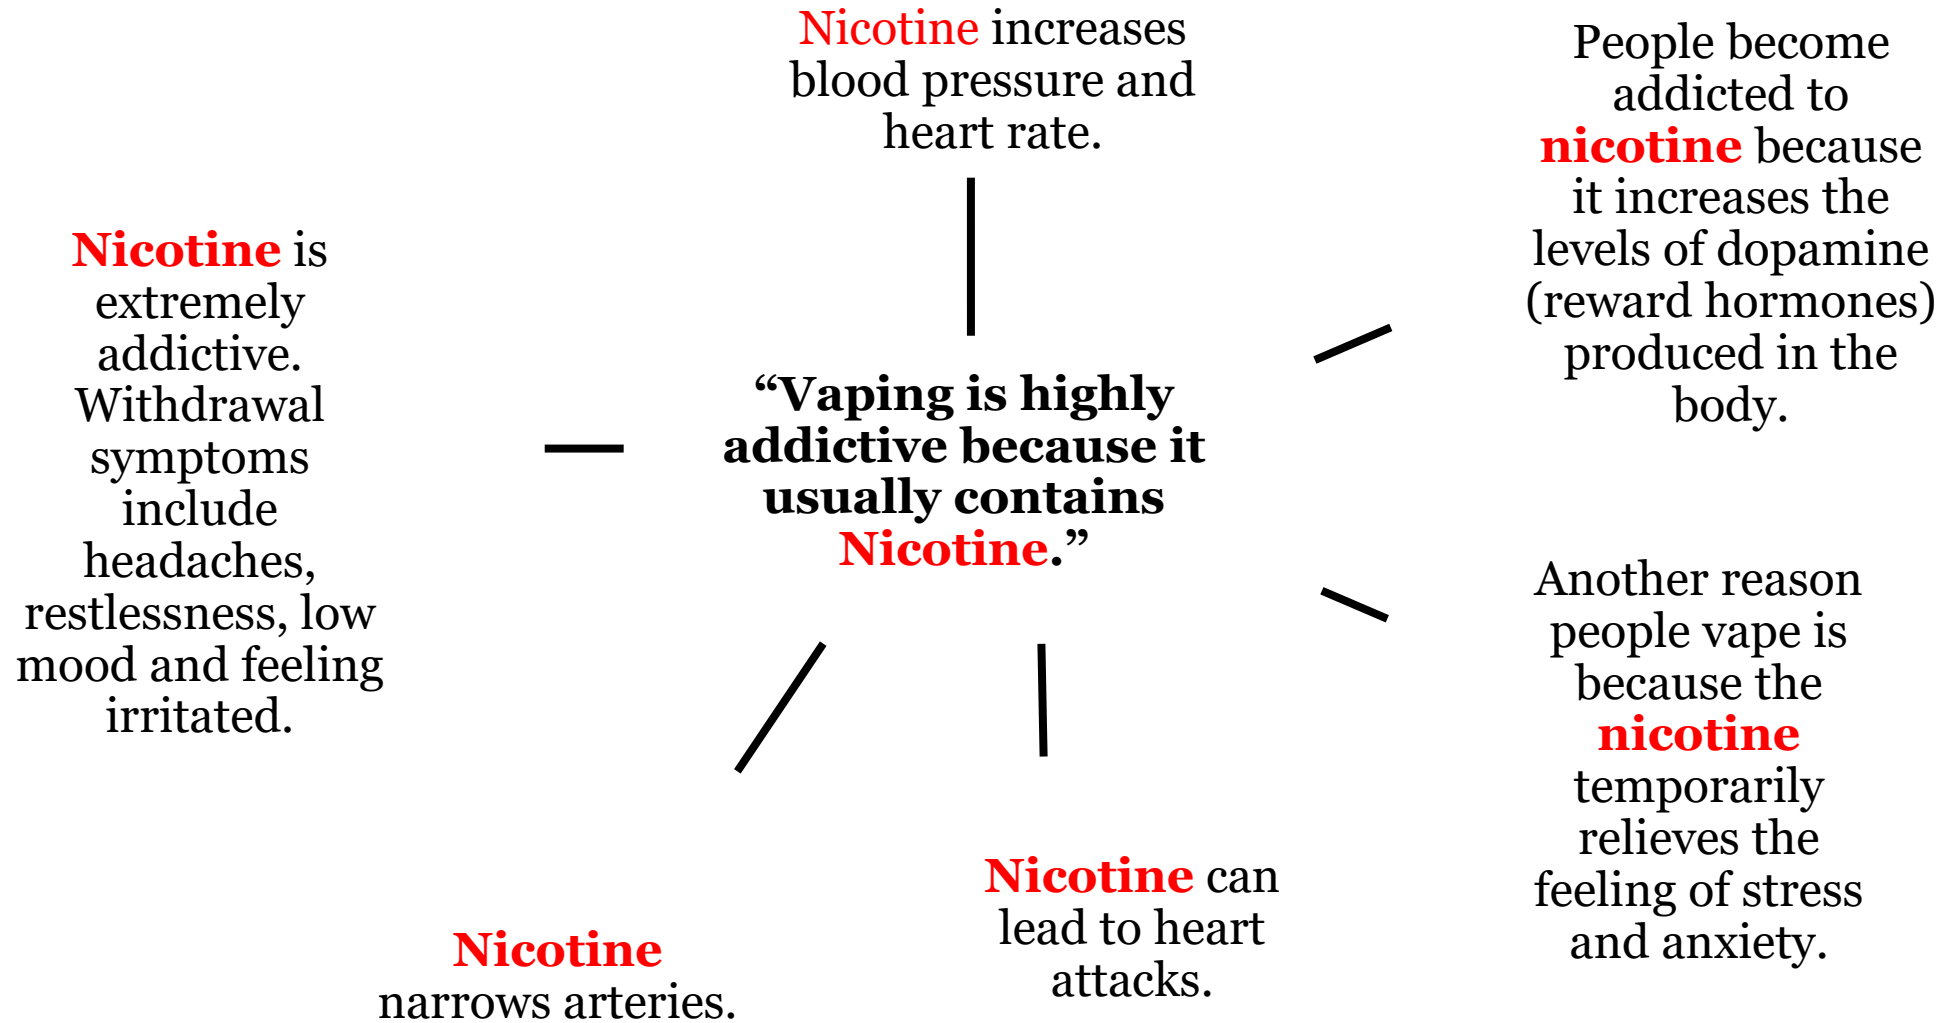 Nicotine increases
blood pressure and
heart rate.
People become
addicted to
nicotine because
it increases the
levels of dopamine
(reward hormones)
produced in the
body.
Nicotine is
extremely
addictive.
Withdrawal
symptoms
include
headaches,
restlessness, low
mood and feeling
irritated.
“Vaping is highly
addictive because it
usually contains
Nicotine.”
Another reason
people vape is
because the
nicotine
temporarily
relieves the
feeling of stress
and anxiety.
Nicotine
narrows arteries.
Nicotine can
lead to heart
attacks.